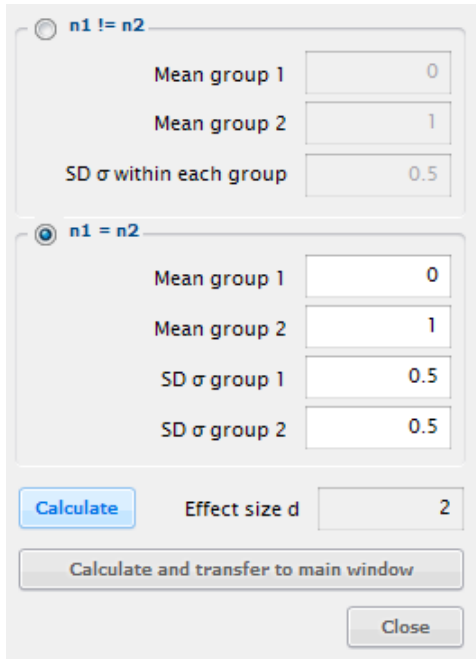 n1 != n2
Mean group 1 0
Mean group 2 1
SD σ within each group 0.5
n1 = n2
Mean group 1 0
Mean group 2 1
SD σ group 1 0.5
SD σ group 2 0.5
Calculate Effect size d 2
Calculate and transfer to main window
Close